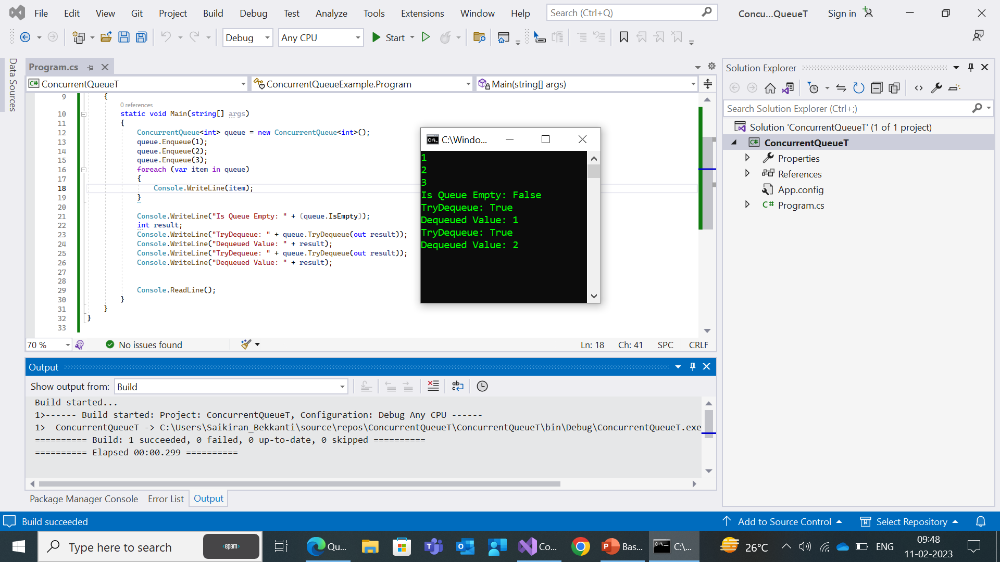 File Edit View Git Project Build Debug Test Analyze Tools Extensions Window Help Search (Ctrl+Q) Concu...QueueT Sign in
Debug Any CPU Start
Data Sources
Program.cs
C# ConcurrentQueueT ConcurrentQueueExample.Program Main(string[] args)
9 {
0 references
10 static void Main(string[] args)
11 {
12 ConcurrentQueue<int> queue = new ConcurrentQueue<int>();
13 queue.Enqueue(1);
14 queue.Enqueue(2);
15 queue.Enqueue(3);
16 foreach (var item in queue)
17 {
18 Console.WriteLine(item);
19 }
20
21 Console.WriteLine("Is Queue Empty: " + (queue.IsEmpty));
22 int result;
23 Console.WriteLine("TryDequeue: " + queue.TryDequeue(out result));
24 Console.WriteLine("Dequeued Value: " + result);
25 Console.WriteLine("TryDequeue: " + queue.TryDequeue(out result));
26 Console.WriteLine("Dequeued Value: " + result);
27
28
29 Console.ReadLine();
30 }
31 }
32 }
33
70 % No issues found Ln: 18 Ch: 41 SPC CRLF
C:\Windo...
1
2
3
Is Queue Empty: False
TryDequeue: True
Dequeued Value: 1
TryDequeue: True
Dequeued Value: 2
Solution Explorer
Search Solution Explorer (Ctrl+;)
Solution 'ConcurrentQueueT' (1 of 1 project)
C# ConcurrentQueueT
Properties
References
App.config
C# Program.cs
Output
Show output from: Build
Build started...
1>------ Build started: Project: ConcurrentQueueT, Configuration: Debug Any CPU ------
1>  ConcurrentQueueT -> C:\Users\Saikiran_Bekkanti\source\repos\ConcurrentQueueT\ConcurrentQueueT\bin\Debug\ConcurrentQueueT.exe
========== Build: 1 succeeded, 0 failed, 0 up-to-date, 0 skipped ==========
========== Elapsed 00:00.299 ==========
Package Manager Console Error List Output
Build succeeded Add to Source Control Select Repository
Type here to search <epam> Qu... Co... Bas... C:\... 26°C ENG 09:48
11-02-2023